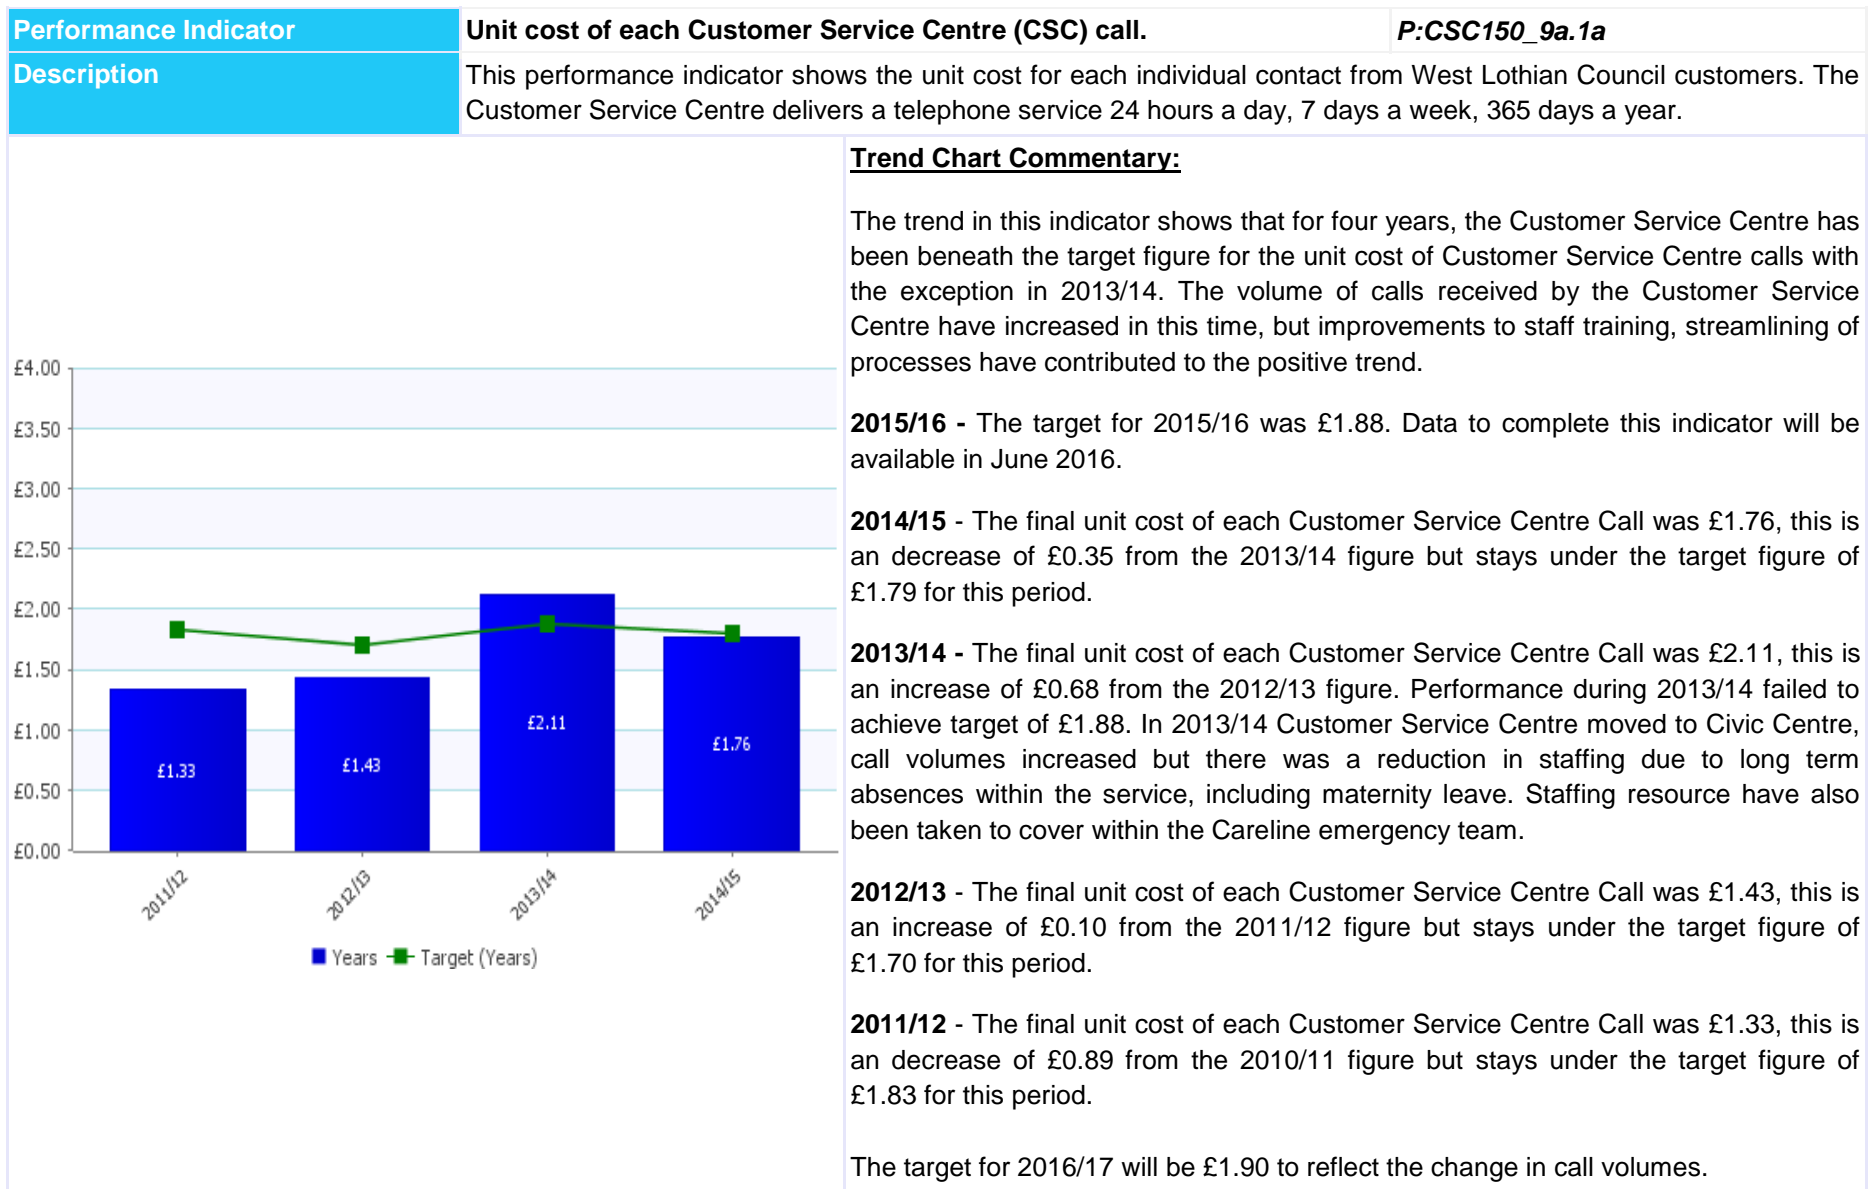 Performance Indicator
Unit cost of each Customer Service Centre (CSC) call.
P:CSC150_9a.1a
Description
This performance indicator shows the unit cost for each individual contact from West Lothian Council customers. The
Customer Service Centre delivers a telephone service 24 hours a day, 7 days a week, 365 days a year.
£4.00
£3.50
£3.00
£2.50
£2.00
£1.50
£1.00
£0.50
£0.00
£1.33
£1.43
£2.11
£1.76
2011/12
2012/13
2013/14
2014/15
Years
Target (Years)
Trend Chart Commentary:
The trend in this indicator shows that for four years, the Customer Service Centre has
been beneath the target figure for the unit cost of Customer Service Centre calls with
the exception in 2013/14. The volume of calls received by the Customer Service
Centre have increased in this time, but improvements to staff training, streamlining of
processes have contributed to the positive trend.
2015/16 - The target for 2015/16 was £1.88. Data to complete this indicator will be
available in June 2016.
2014/15 - The final unit cost of each Customer Service Centre Call was £1.76, this is
an decrease of £0.35 from the 2013/14 figure but stays under the target figure of
£1.79 for this period.
2013/14 - The final unit cost of each Customer Service Centre Call was £2.11, this is
an increase of £0.68 from the 2012/13 figure. Performance during 2013/14 failed to
achieve target of £1.88. In 2013/14 Customer Service Centre moved to Civic Centre,
call volumes increased but there was a reduction in staffing due to long term
absences within the service, including maternity leave. Staffing resource have also
been taken to cover within the Careline emergency team.
2012/13 - The final unit cost of each Customer Service Centre Call was £1.43, this is
an increase of £0.10 from the 2011/12 figure but stays under the target figure of
£1.70 for this period.
2011/12 - The final unit cost of each Customer Service Centre Call was £1.33, this is
an decrease of £0.89 from the 2010/11 figure but stays under the target figure of
£1.83 for this period.
The target for 2016/17 will be £1.90 to reflect the change in call volumes.